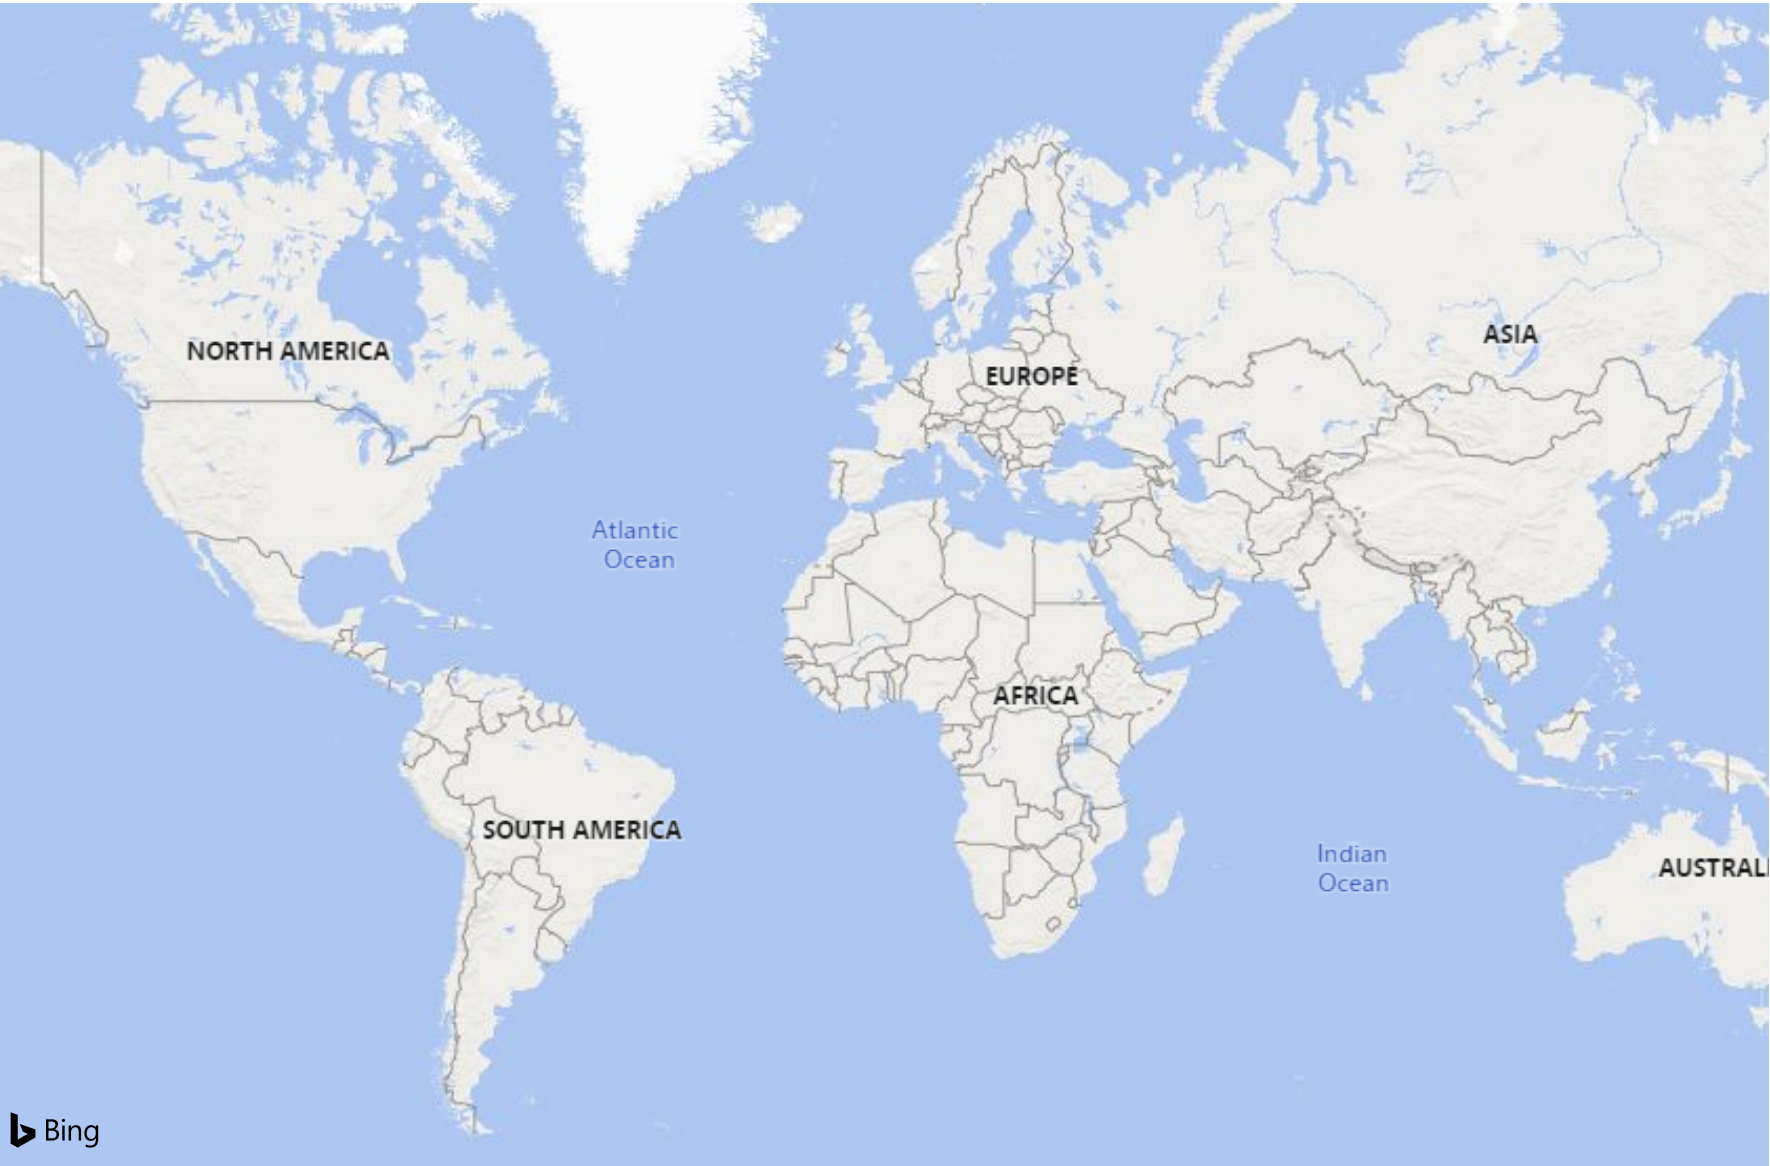 NORTH AMERICA
EUROPE
ASIA
Atlantic
Ocean
AFRICA
SOUTH AMERICA
Indian
Ocean
AUSTRALI
Bing